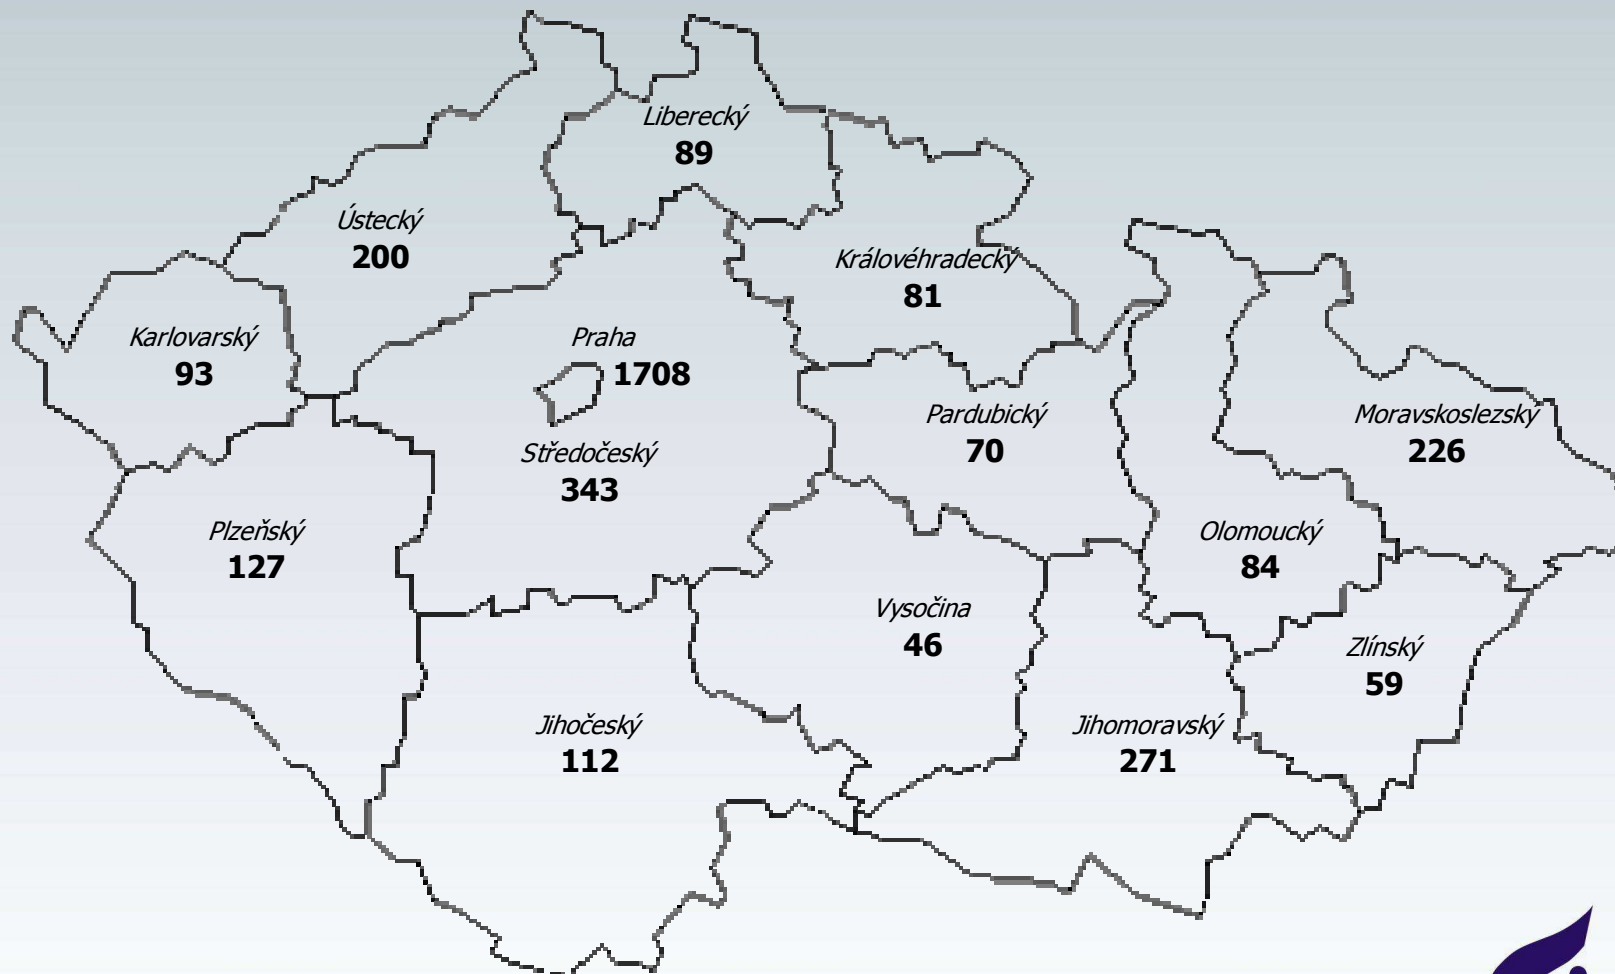 Liberecký
89
Ústecký
200
Královéhradecký
81
Karlovarský
93
Praha
1708
Pardubický
70
Moravskoslezský
226
Středočeský
343
Plzeňský
127
Olomoucký
84
Vysočina
46
Zlínský
59
Jihočeský
112
Jihomoravský
271